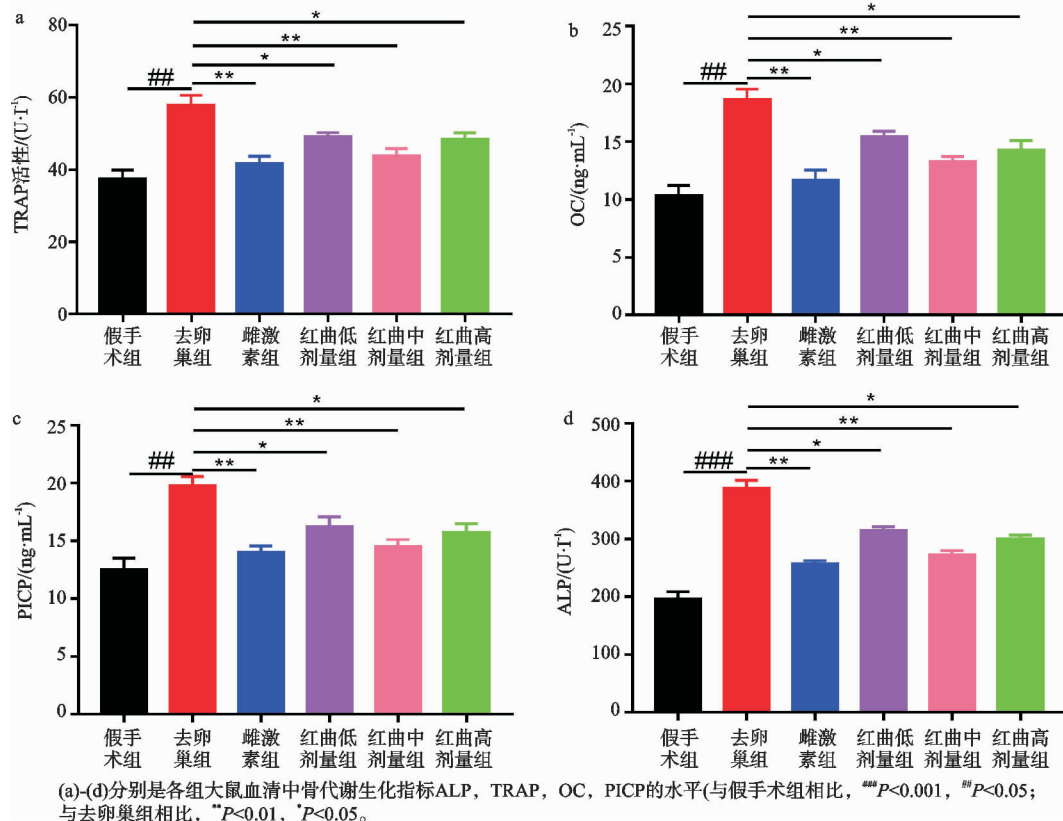 a
TRAP活性/(U·l⁻¹)
80
60
40
20
0
##
**
*
**
*
假手术组
去卵巢组
雌激素组
红曲低剂量组
红曲中剂量组
红曲高剂量组
b
OC/(ng·mL⁻¹)
25
20
15
10
5
0
##
**
*
**
*
假手术组
去卵巢组
雌激素组
红曲低剂量组
红曲中剂量组
红曲高剂量组
c
PICP/(ng·mL⁻¹)
25
20
15
10
5
0
##
**
*
**
*
假手术组
去卵巢组
雌激素组
红曲低剂量组
红曲中剂量组
红曲高剂量组
d
ALP/(U·l⁻¹)
500
400
300
200
100
0
###
**
*
**
*
假手术组
去卵巢组
雌激素组
红曲低剂量组
红曲中剂量组
红曲高剂量组
(a)-(d)分别是各组大鼠血清中骨代谢生化指标ALP，TRAP，OC，PICP的水平(与假手术组相比，###P<0.001，##P<0.05；
与去卵巢组相比，**P<0.01，*P<0.05。